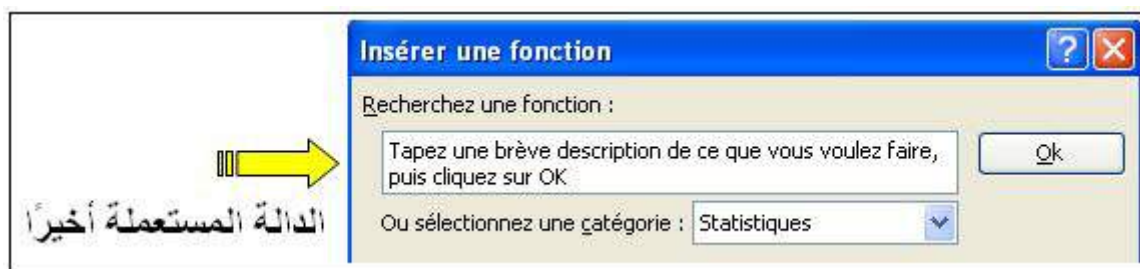 Insérer une fonction
Recherchez une fonction :
Tapez une brève description de ce que vous voulez faire,
puis cliquez sur OK
Ok
Ou sélectionnez une catégorie : Statistiques
الدالة المستعملة أخيرًا